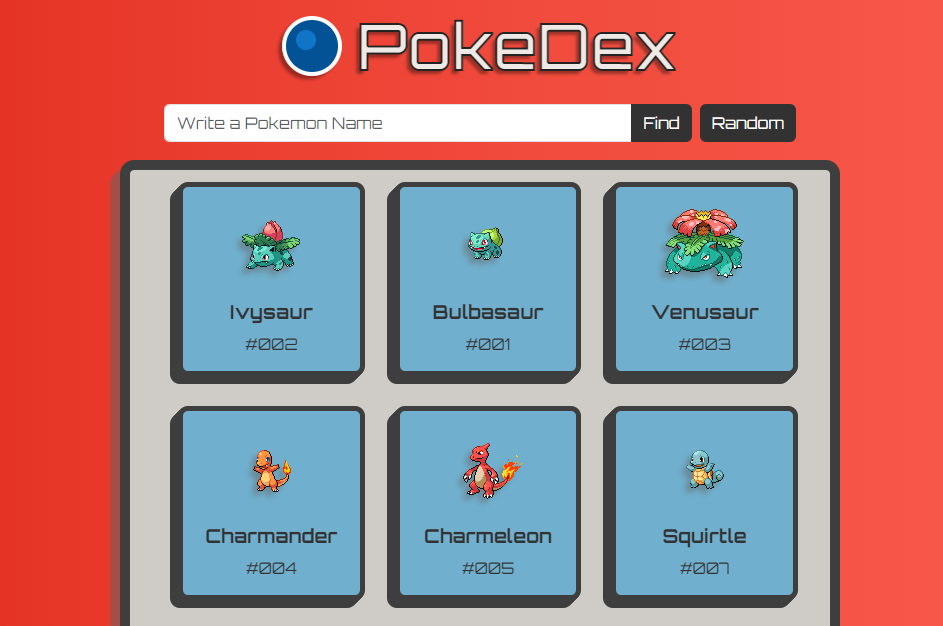 PokeDex
Write a Pokemon Name Find Random
Ivysaur Bulbasaur Venusaur
#002 #001 #003
Charmander Charmeleon Squirtle
#004 #005 #007